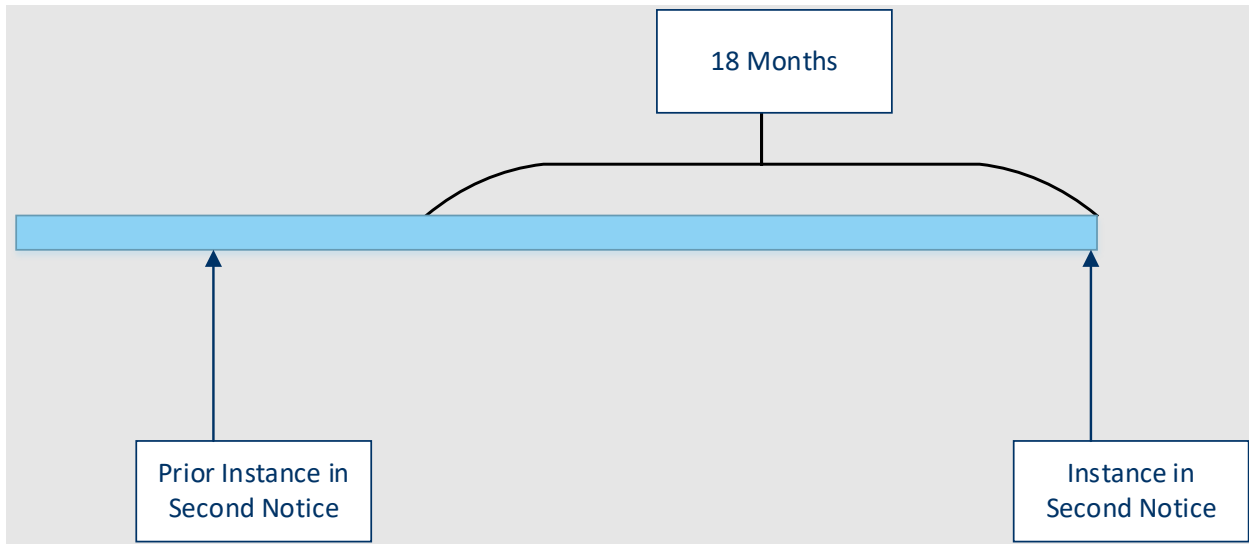 18 Months
Prior Instance in
Second Notice
Instance in
Second Notice